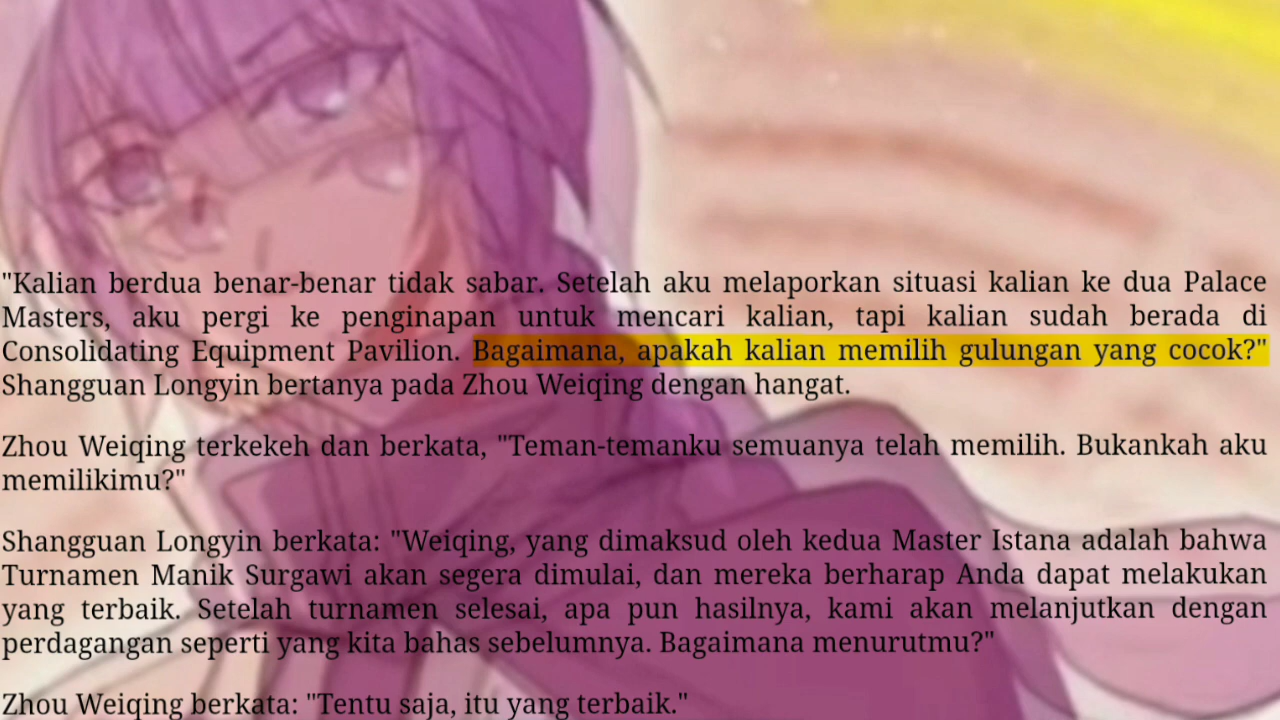 "Kalian berdua benar-benar tidak sabar. Setelah aku melaporkan situasi kalian ke dua Palace
Masters, aku pergi ke penginapan untuk mencari kalian, tapi kalian sudah berada di
Consolidating Equipment Pavilion. Bagaimana, apakah kalian memilih gulungan yang cocok?"
Shangguan Longyin bertanya pada Zhou Weiqing dengan hangat.
Zhou Weiqing terkekeh dan berkata, "Teman-temanku semuanya telah memilih. Bukankah aku
memilikimu?"
Shangguan Longyin berkata: "Weiqing, yang dimaksud oleh kedua Master Istana adalah bahwa
Turnamen Manik Surgawi akan segera dimulai, dan mereka berharap Anda dapat melakukan
yang terbaik. Setelah turnamen selesai, apa pun hasilnya, kami akan melanjutkan dengan
perdagangan seperti yang kita bahas sebelumnya. Bagaimana menurutmu?"
Zhou Weiqing berkata: "Tentu saja, itu yang terbaik."